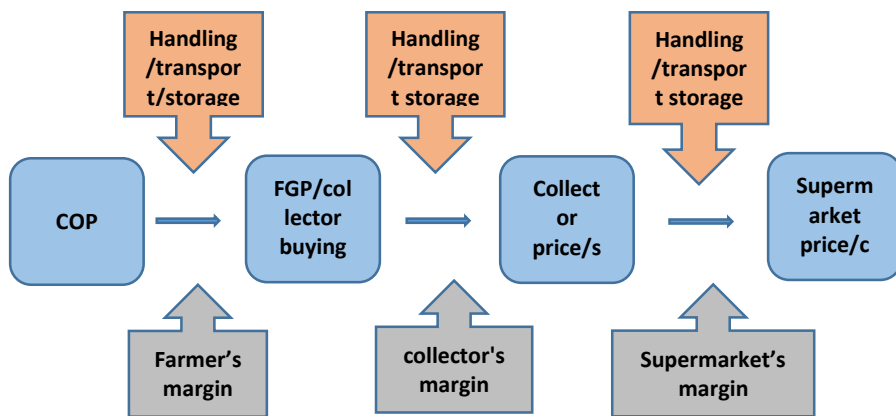 Handling
/transpor
t/storage
Handling
/transpor
t storage
Handling
/transpor
t storage
COP
FGP/col
lector
buying
Collect
or
price/s
Superm
arket
price/c
Farmer’s
margin
collector's
margin
Supermarket’s
margin